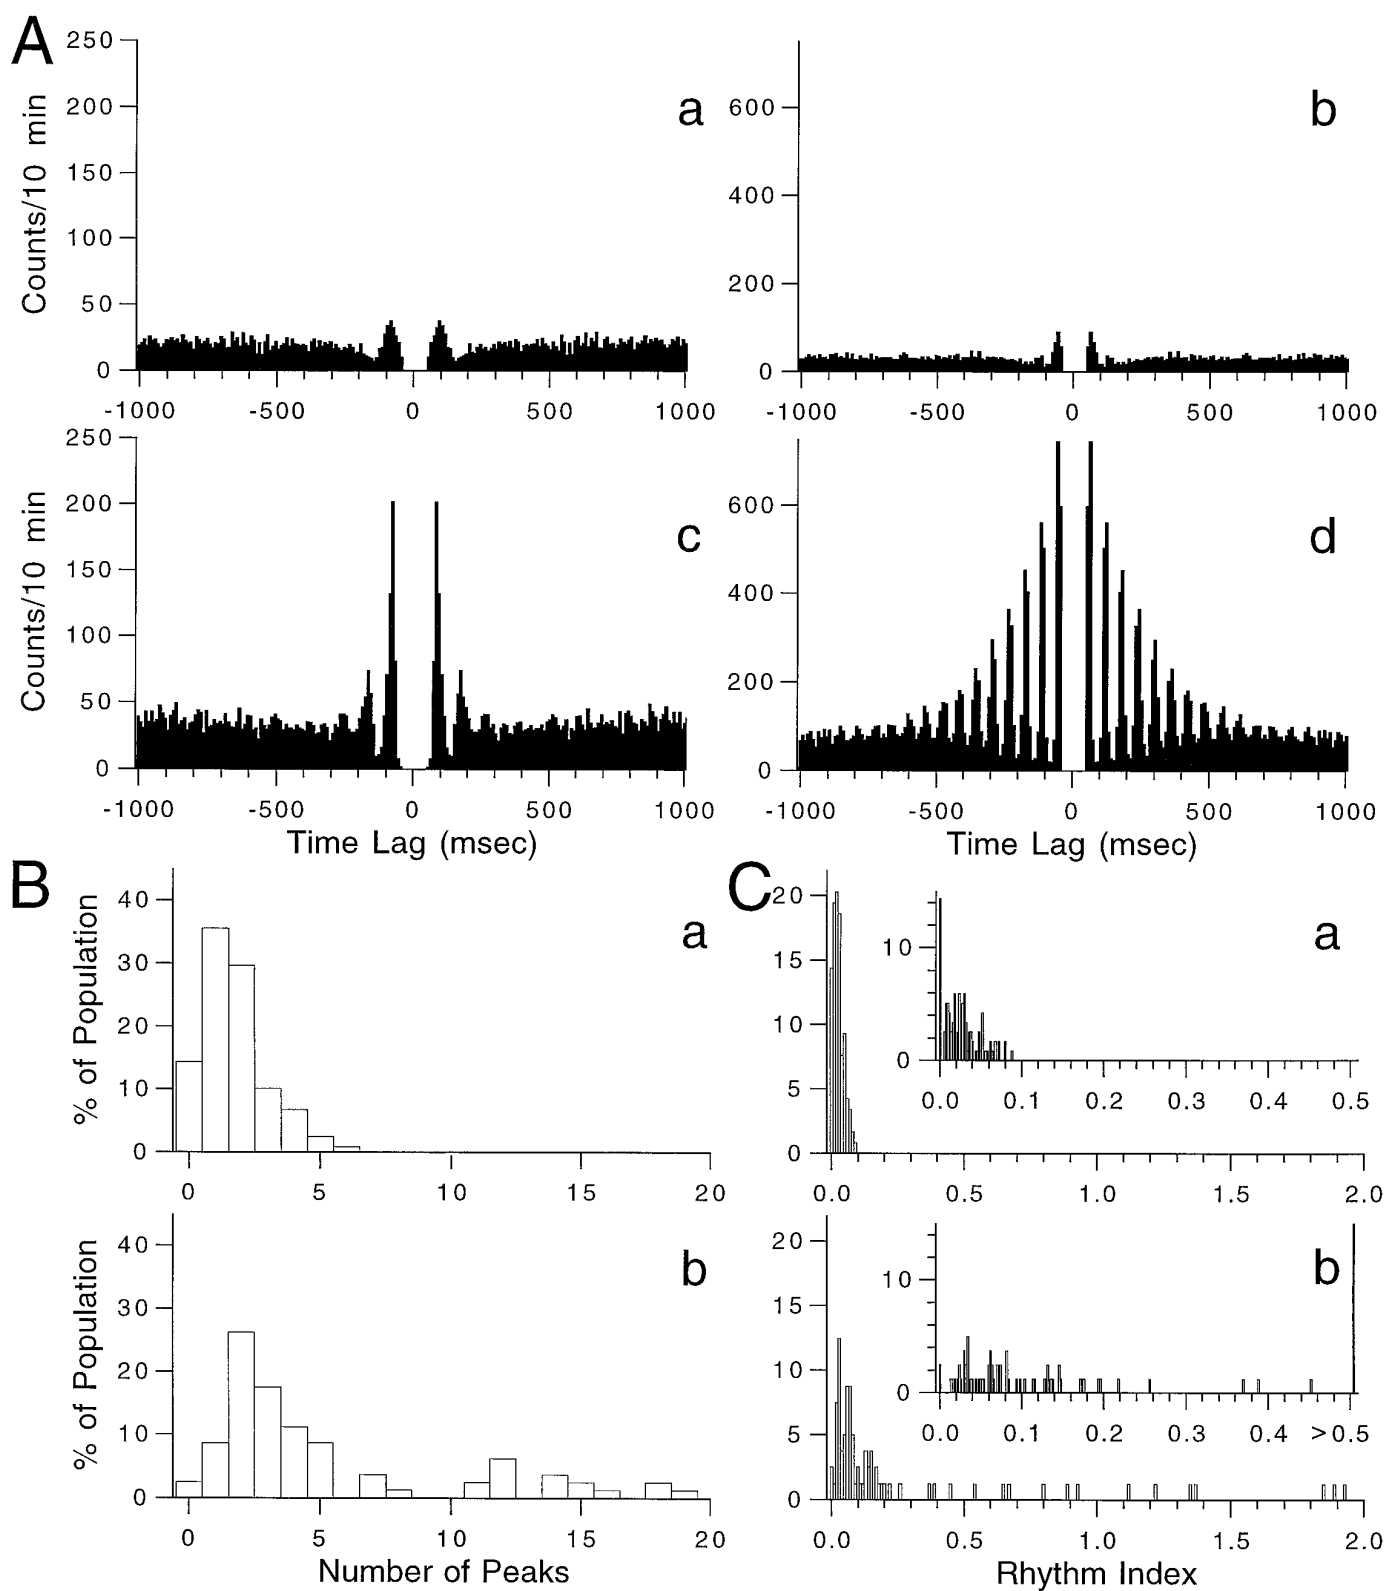 A
250
200
150
100
50
0
Counts/10 min
a
-1000 -500 0 500 1000
600
400
200
0
b
-1000 -500 0 500 1000
250
200
150
100
50
0
Counts/10 min
c
-1000 -500 0 500 1000
Time Lag (msec)
600
400
200
0
d
-1000 -500 0 500 1000
Time Lag (msec)
B
40
30
20
10
0
% of Population
a
0 5 10 15 20
40
30
20
10
0
% of Population
b
0 5 10 15 20
Number of Peaks
C
20
15
10
5
0
10
0
a
0.0 0.1 0.2 0.3 0.4 0.5
0.0 0.5 1.0 1.5 2.0
20
15
10
5
0
10
0
b
0.0 0.1 0.2 0.3 0.4 >0.5
0.0 0.5 1.0 1.5 2.0
Rhythm Index